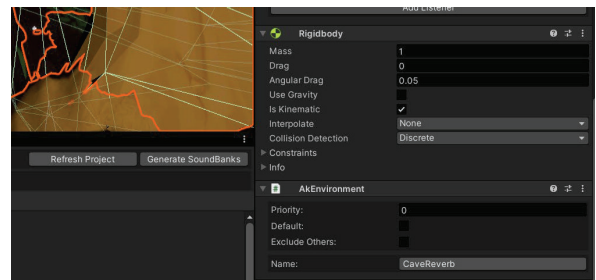 Add Listener
Rigidbody
Mass 1
Drag 0
Angular Drag 0.05
Use Gravity
Is Kinematic
Interpolate None
Collision Detection Discrete
Constraints
Info
Refresh Project Generate SoundBanks
# AkEnvironment
Priority: 0
Default:
Exclude Others:
Name: CaveReverb